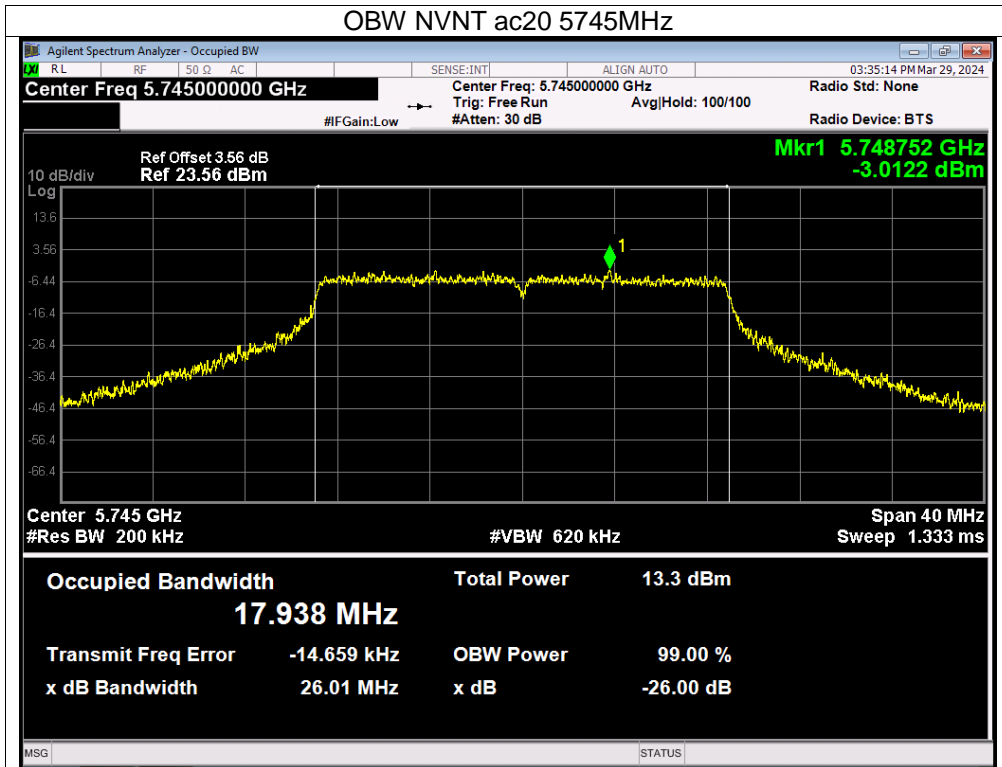 OBW NVNT ac20 5745MHz
Agilent Spectrum Analyzer - Occupied BW
LXI RL RF 50 Ω AC SENSE:INT ALIGN AUTO 03:35:14 PM Mar 29, 2024
Center Freq 5.745000000 GHz Center Freq: 5.745000000 GHz Radio Std: None
Trig: Free Run Avg|Hold: 100/100
#IFGain:Low #Atten: 30 dB Radio Device: BTS
Ref Offset 3.56 dB Mkr1 5.748752 GHz
10 dB/div Ref 23.56 dBm -3.0122 dBm
Log
13.6
3.56
1
-6.44
-16.4
-26.4
-36.4
-46.4
-56.4
-66.4
Center 5.745 GHz Span 40 MHz
#Res BW 200 kHz #VBW 620 kHz Sweep 1.333 ms
Occupied Bandwidth Total Power 13.3 dBm
17.938 MHz
Transmit Freq Error -14.659 kHz OBW Power 99.00 %
x dB Bandwidth 26.01 MHz x dB -26.00 dB
MSG STATUS